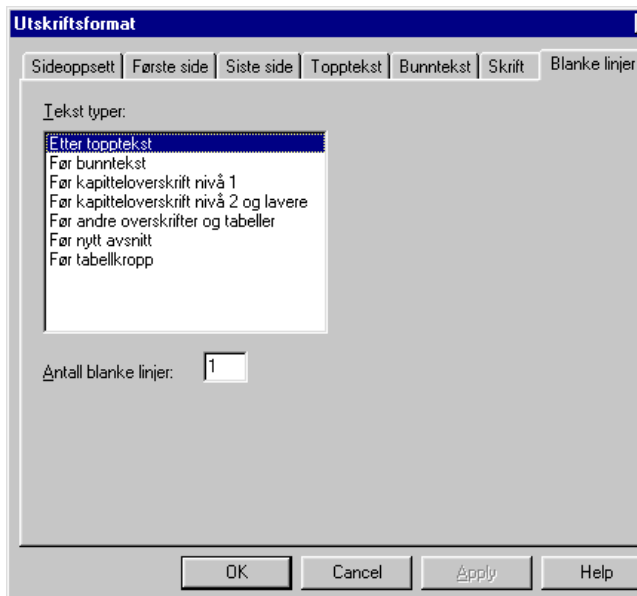 Utskriftsformat
Sideoppsett Første side Siste side Topptekst Bunntekst Skrift Blanke linjer
Tekst typer:
Etter topptekst
Før bunntekst
Før kapitteloverskrift nivå 1
Før kapitteloverskrift nivå 2 og lavere
Før andre overskrifter og tabeller
Før nytt avsnitt
Før tabellkropp
Antall blanke linjer: 1
OK Cancel Apply Help